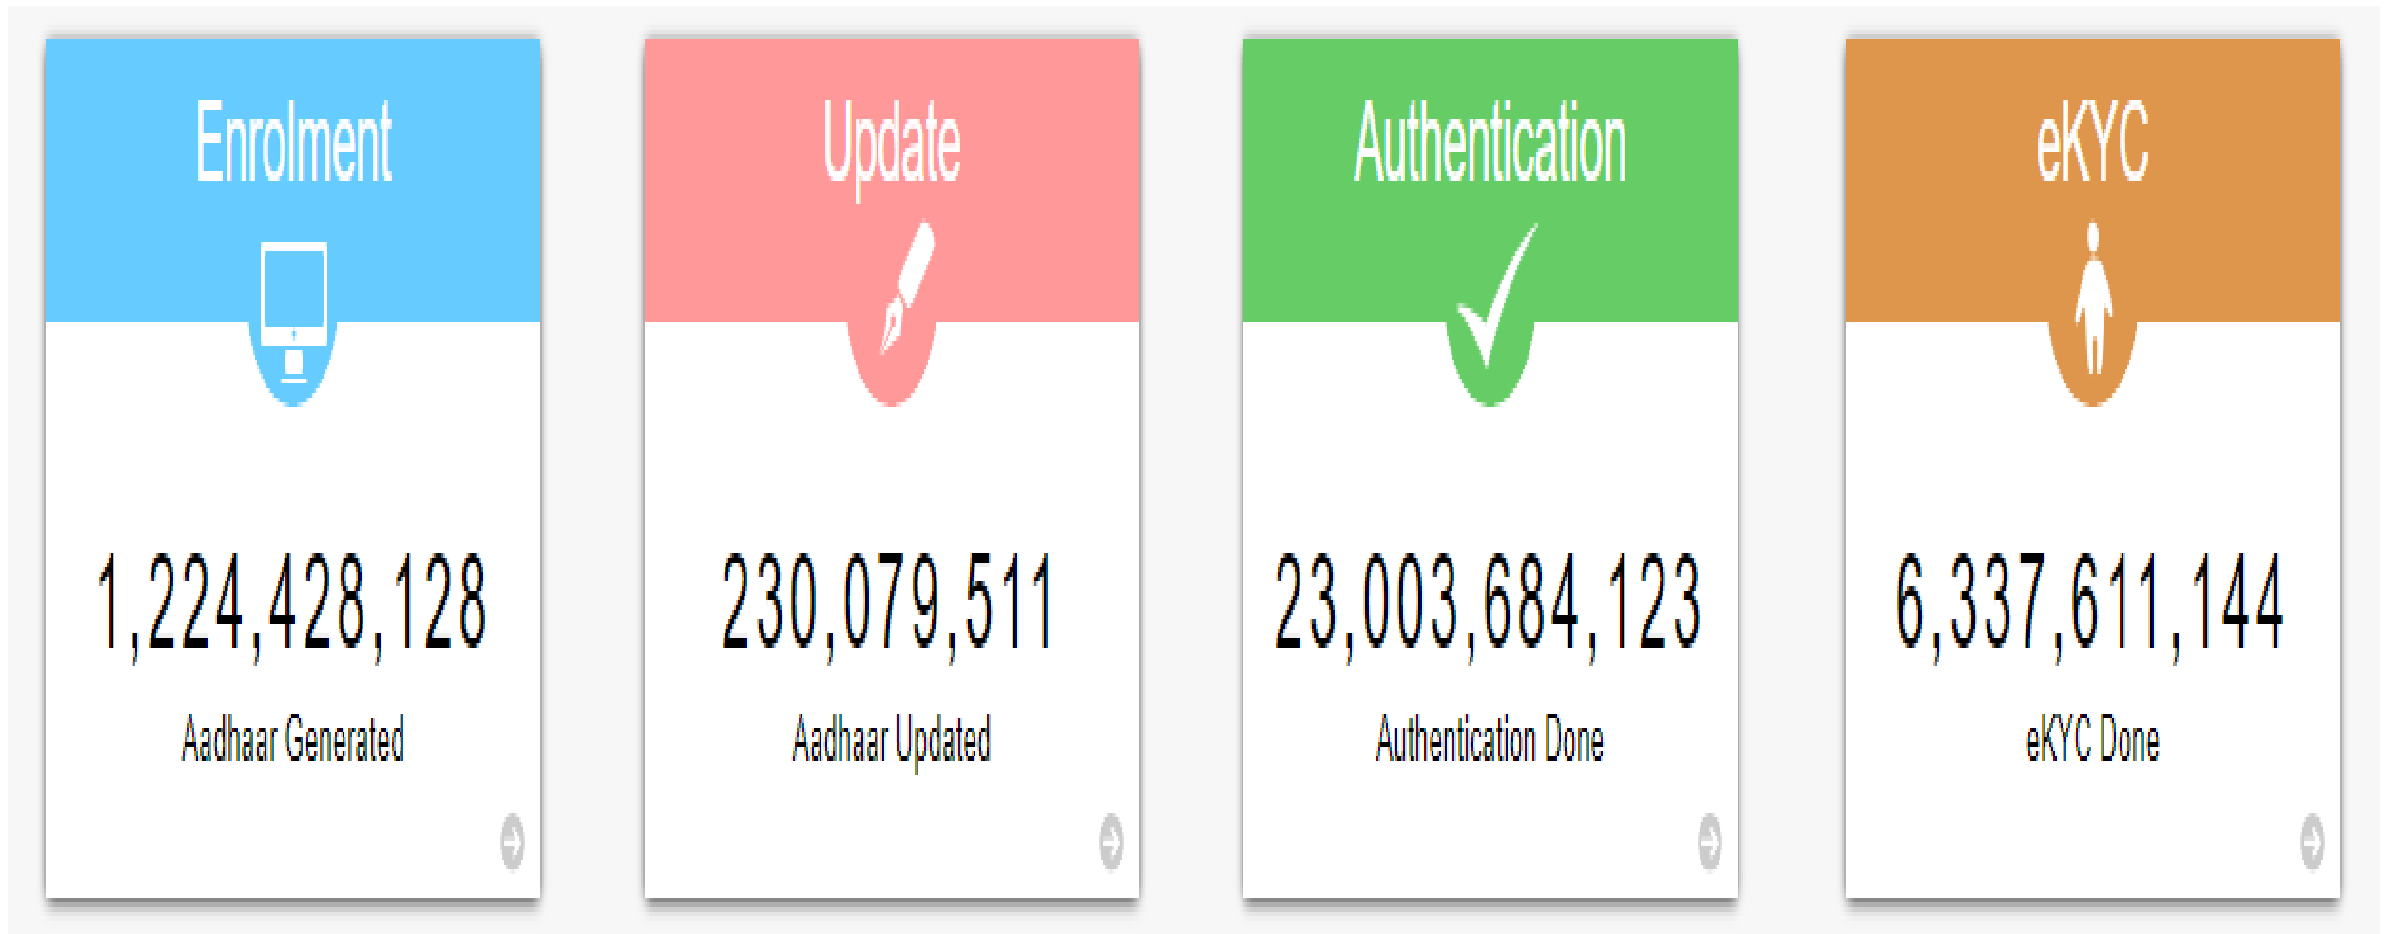 Enrolment
1,224,428,128
Aadhaar Generated
Update
230,079,511
Aadhaar Updated
Authentication
23,003,684,123
Authentication Done
eKYC
6,337,611,144
eKYC Done